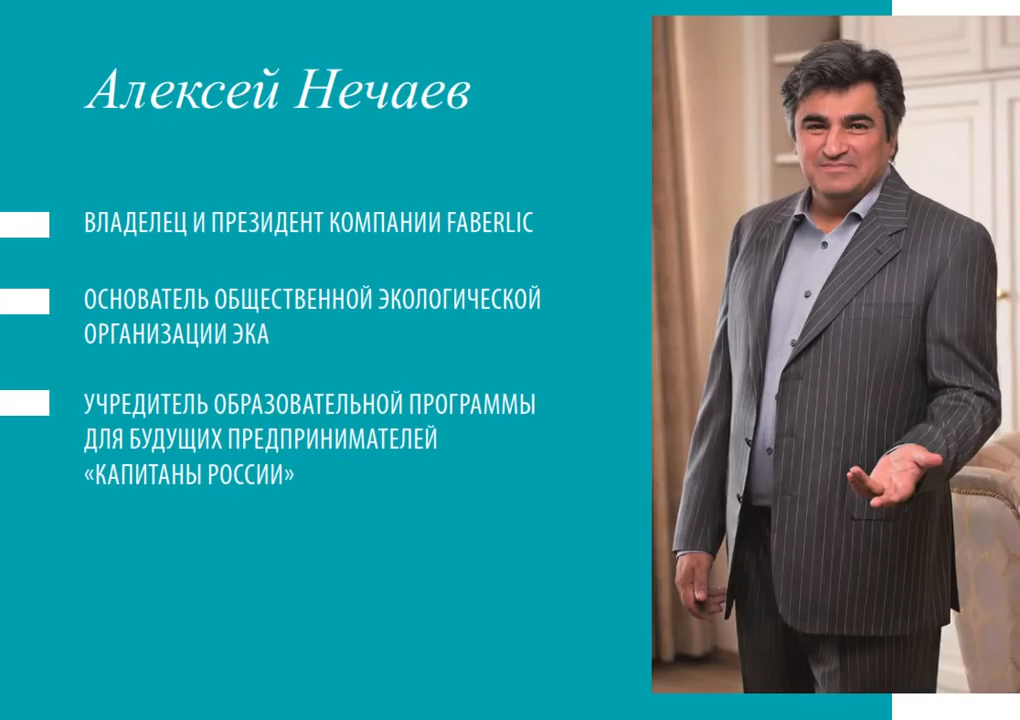 Алексей Нечаев
ВЛАДЕЛЕЦ И ПРЕЗИДЕНТ КОМПАНИИ FABERLIC
ОСНОВАТЕЛЬ ОБЩЕСТВЕННОЙ ЭКОЛОГИЧЕСКОЙ
ОРГАНИЗАЦИИ ЭКА
УЧРЕДИТЕЛЬ ОБРАЗОВАТЕЛЬНОЙ ПРОГРАММЫ
ДЛЯ БУДУЩИХ ПРЕДПРИНИМАТЕЛЕЙ
«КАПИТАНЫ РОССИИ»